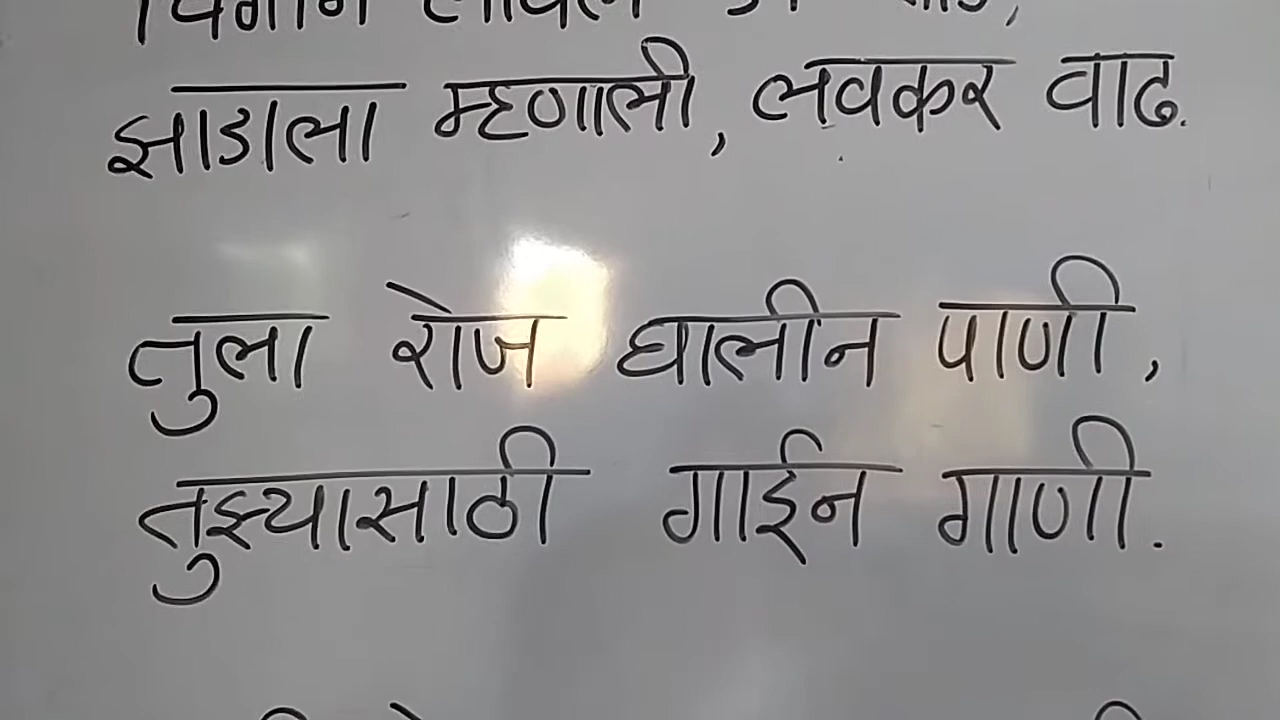 झाडाला म्हणाली, लवकर वाढ.
तुला रोज घालीन पाणी,
तुझ्यासाठी गाईन गाणी.